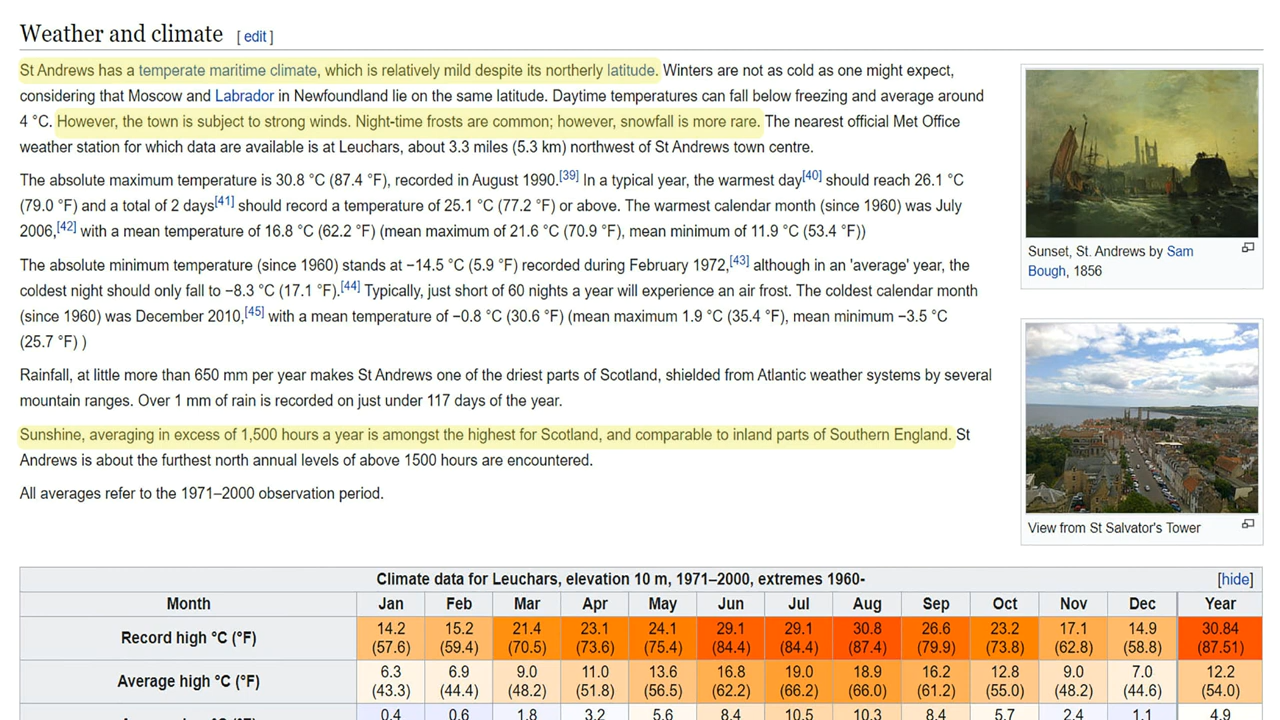 Weather and climate [ edit ]
St Andrews has a temperate maritime climate, which is relatively mild despite its northerly latitude. Winters are not as cold as one might expect,
considering that Moscow and Labrador in Newfoundland lie on the same latitude. Daytime temperatures can fall below freezing and average around
4 °C. However, the town is subject to strong winds. Night-time frosts are common; however, snowfall is more rare. The nearest official Met Office
weather station for which data are available is at Leuchars, about 3.3 miles (5.3 km) northwest of St Andrews town centre.
The absolute maximum temperature is 30.8 °C (87.4 °F), recorded in August 1990.[39] In a typical year, the warmest day[40] should reach 26.1 °C
(79.0 °F) and a total of 2 days[41] should record a temperature of 25.1 °C (77.2 °F) or above. The warmest calendar month (since 1960) was July
2006,[42] with a mean temperature of 16.8 °C (62.2 °F) (mean maximum of 21.6 °C (70.9 °F), mean minimum of 11.9 °C (53.4 °F))
The absolute minimum temperature (since 1960) stands at −14.5 °C (5.9 °F) recorded during February 1972,[43] although in an 'average' year, the
coldest night should only fall to −8.3 °C (17.1 °F).[44] Typically, just short of 60 nights a year will experience an air frost. The coldest calendar month
(since 1960) was December 2010,[45] with a mean temperature of −0.8 °C (30.6 °F) (mean maximum 1.9 °C (35.4 °F), mean minimum −3.5 °C
(25.7 °F) )
Rainfall, at little more than 650 mm per year makes St Andrews one of the driest parts of Scotland, shielded from Atlantic weather systems by several
mountain ranges. Over 1 mm of rain is recorded on just under 117 days of the year.
Sunshine, averaging in excess of 1,500 hours a year is amongst the highest for Scotland, and comparable to inland parts of Southern England. St
Andrews is about the furthest north annual levels of above 1500 hours are encountered.
All averages refer to the 1971–2000 observation period.
Sunset, St. Andrews by Sam
Bough, 1856
View from St Salvator's Tower
Climate data for Leuchars, elevation 10 m, 1971–2000, extremes 1960- [hide]
Month Jan Feb Mar Apr May Jun Jul Aug Sep Oct Nov Dec Year
Record high °C (°F) 14.2 15.2 21.4 23.1 24.1 29.1 29.1 30.8 26.6 23.2 17.1 14.9 30.84
(57.6) (59.4) (70.5) (73.6) (75.4) (84.4) (84.4) (87.4) (79.9) (73.8) (62.8) (58.8) (87.51)
Average high °C (°F) 6.3 6.9 9.0 11.0 13.6 16.8 19.0 18.9 16.2 12.8 9.0 7.0 12.2
(43.3) (44.4) (48.2) (51.8) (56.5) (62.2) (66.2) (66.0) (61.2) (55.0) (48.2) (44.6) (54.0)
0.4 0.6 1.8 3.2 5.6 8.4 10.5 10.3 8.4 5.7 2.4 1.1 4.9